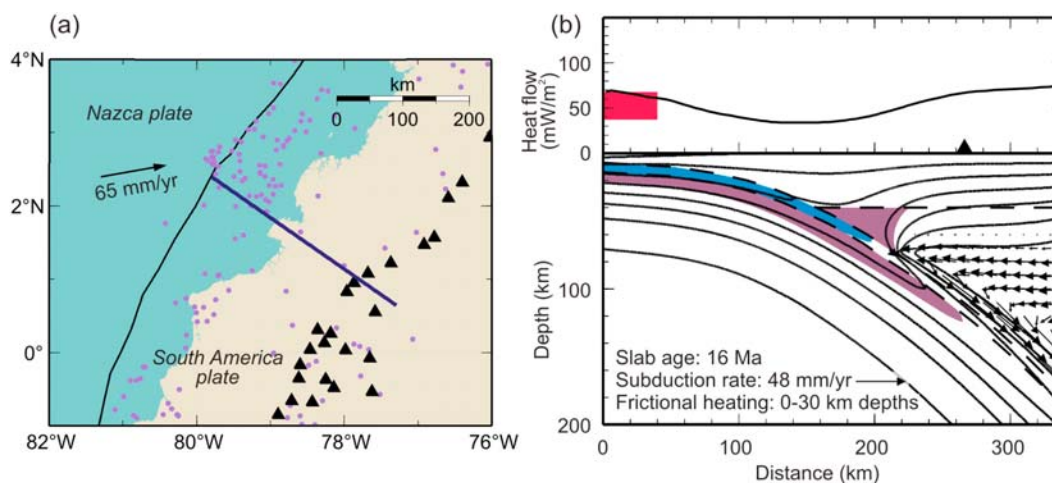 (a)
4°N
2°N
0°
82°W
80°W
78°W
76°W
Nazca plate
65 mm/yr
km
0 100 200
South America
plate
(b)
Heat flow
(mW/m²)
100
50
0
Depth (km)
0
100
200
Slab age: 16 Ma
Subduction rate: 48 mm/yr
Frictional heating: 0-30 km depths
0 100 200 300
Distance (km)